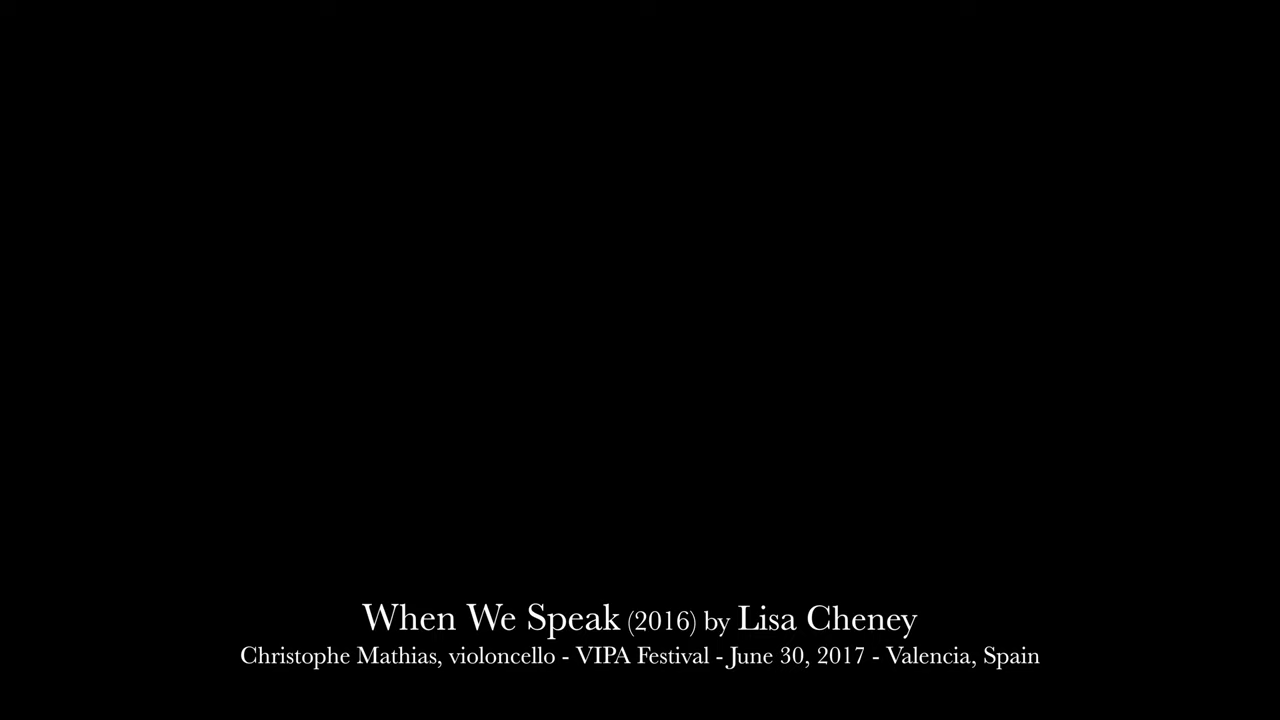 When We Speak (2016) by Lisa Cheney
Christophe Mathias, violoncello - VIPA Festival - June 30, 2017 - Valencia, Spain